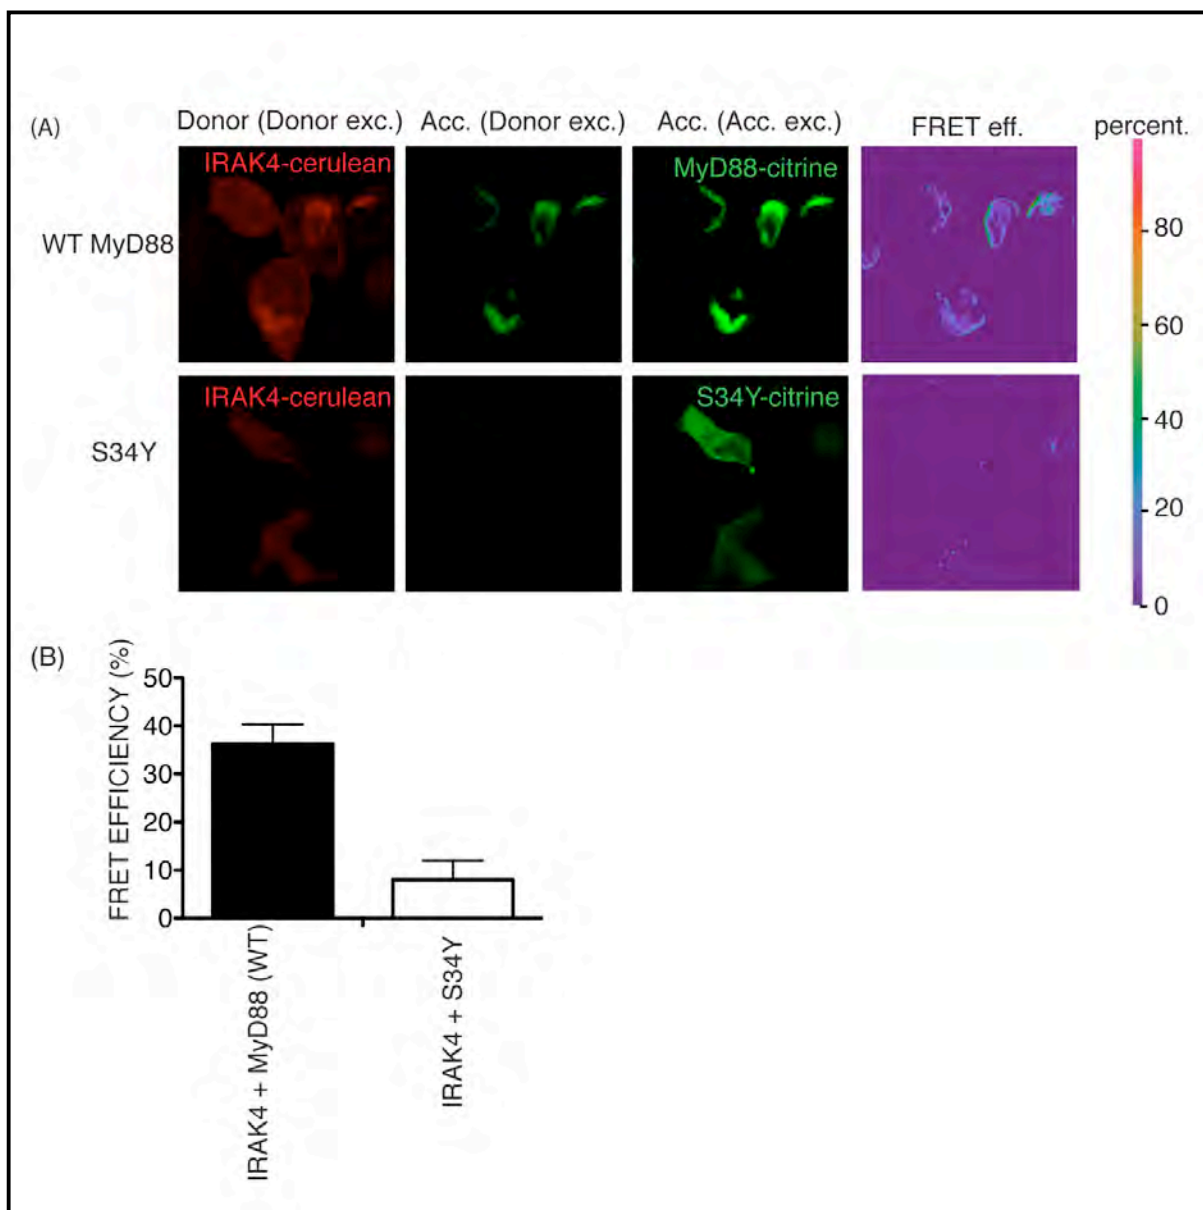 (A)
Donor (Donor exc.) Acc. (Donor exc.) Acc. (Acc. exc.) FRET eff. percent.
IRAK4-cerulean MyD88-citrine
WT MyD88
80
60
IRAK4-cerulean S34Y-citrine
S34Y
40
20
0
(B)
FRET EFFICIENCY (%)
50
40
30
20
10
0
IRAK4 + MyD88 (WT)
IRAK4 + S34Y